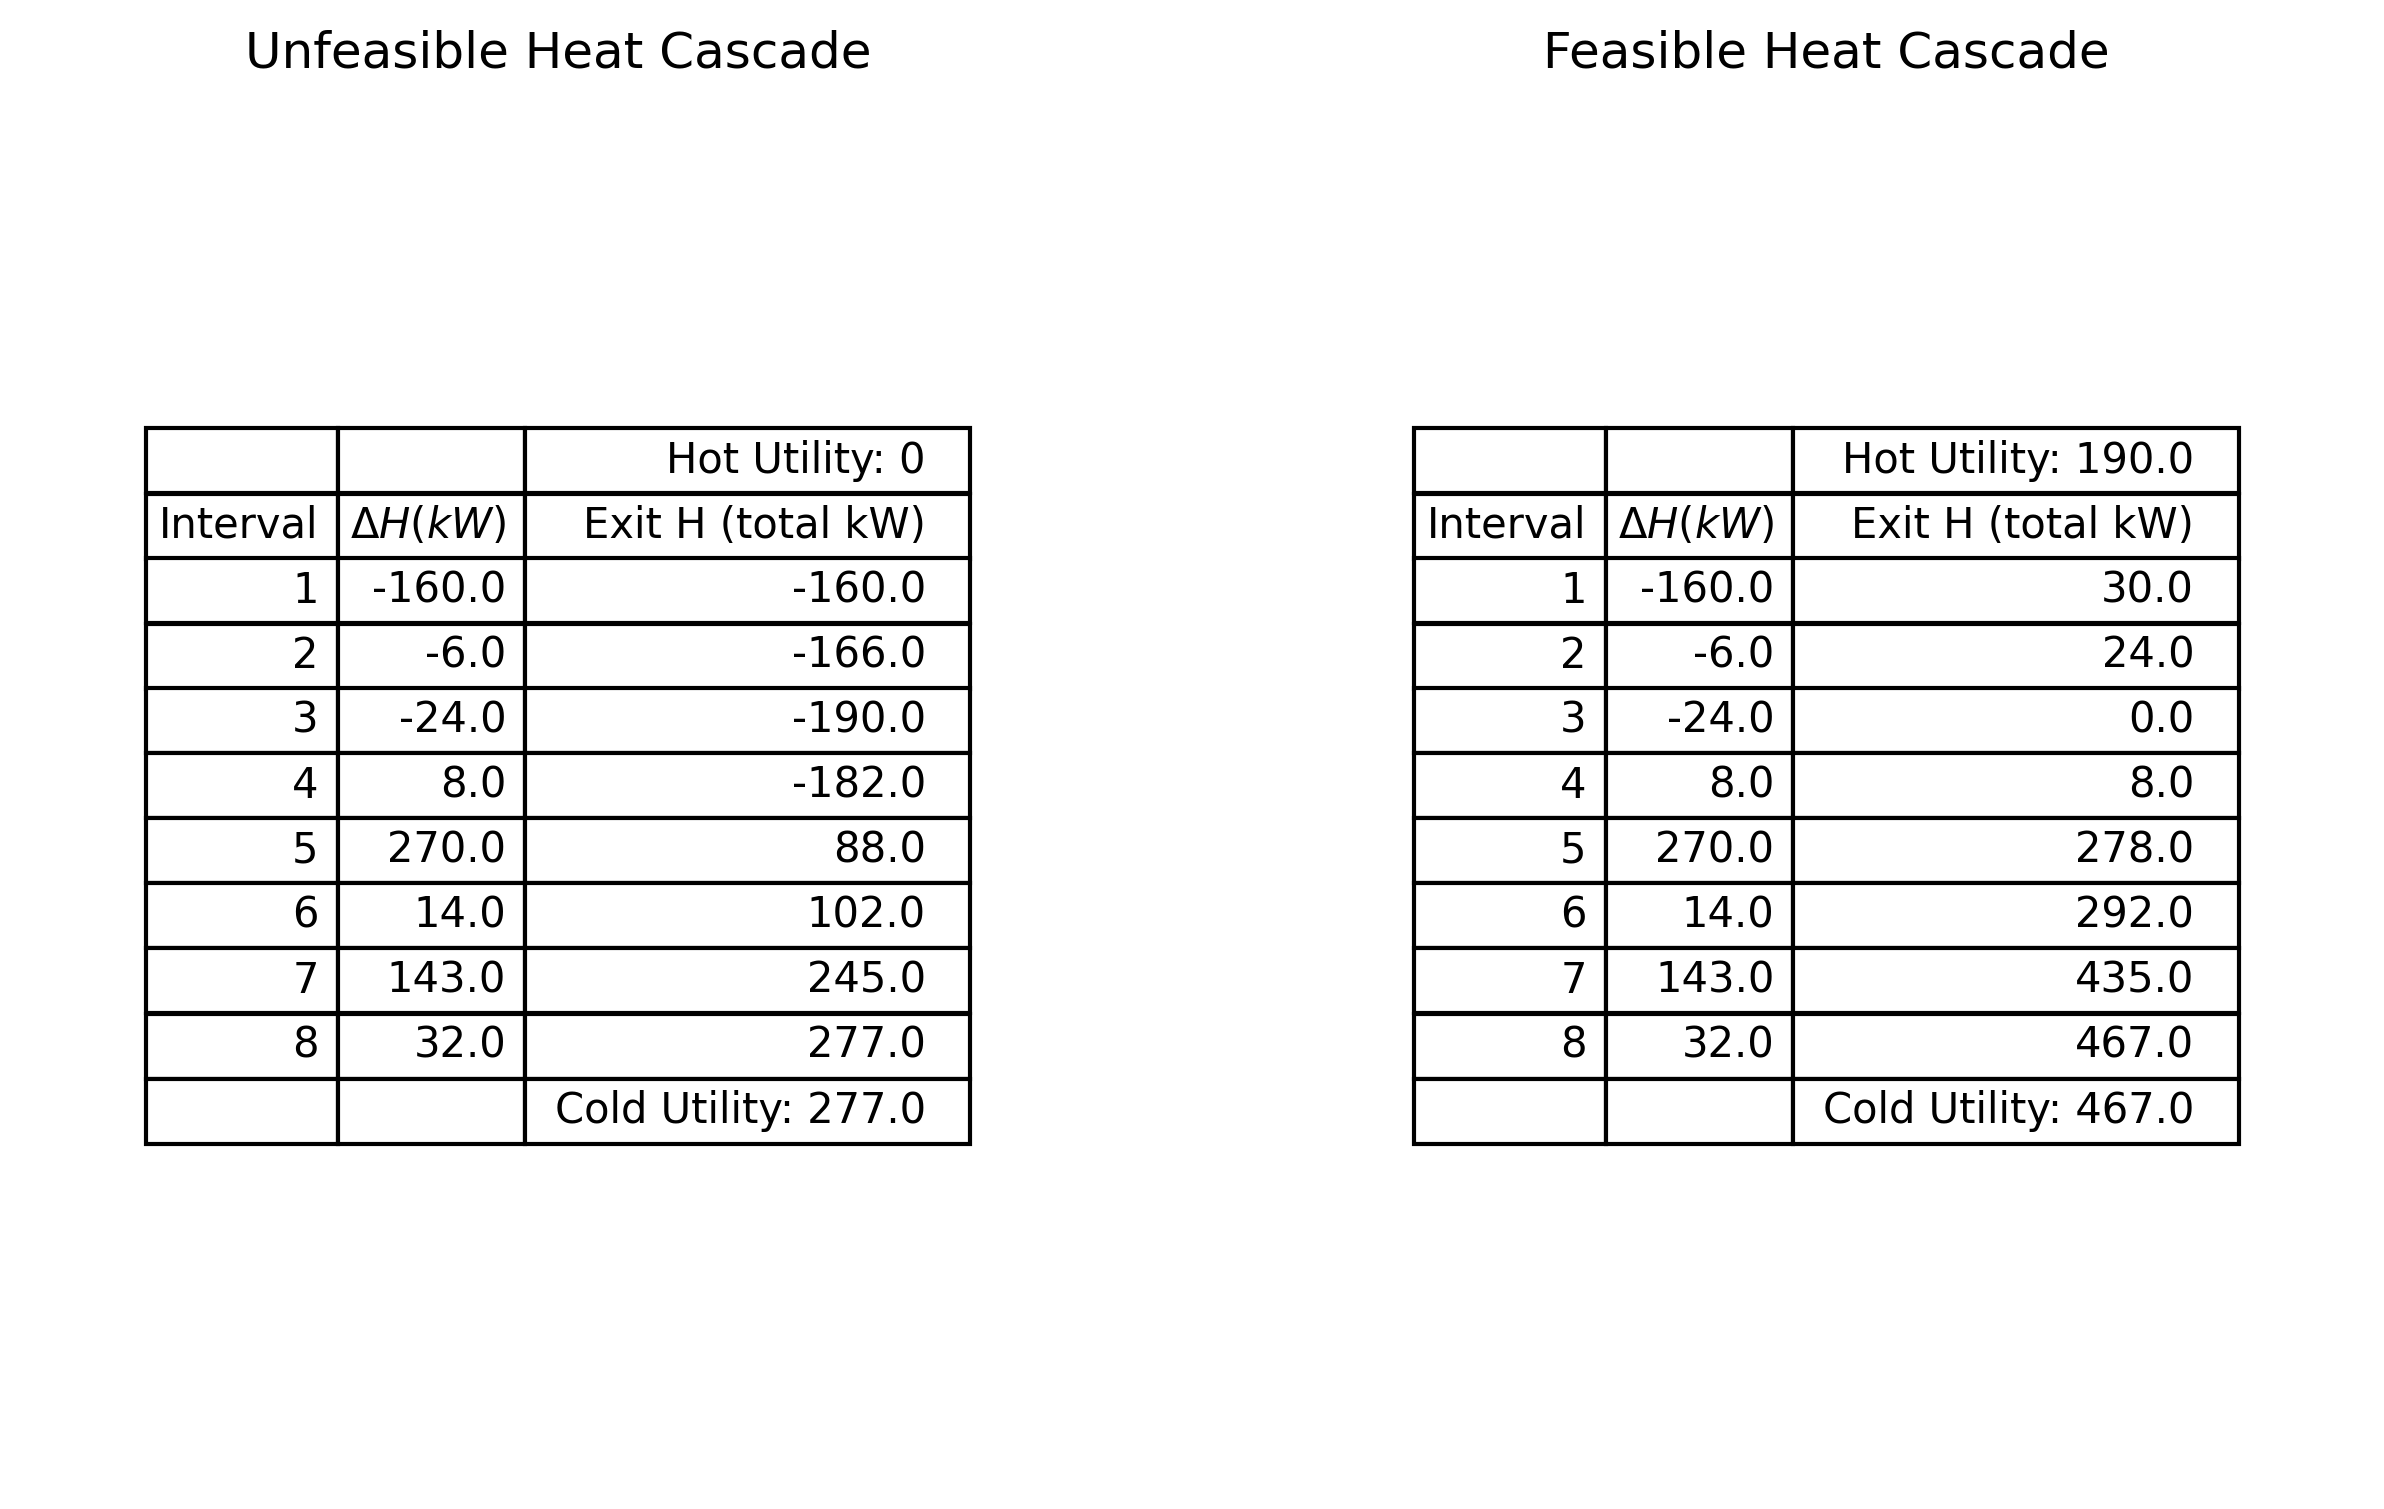 Unfeasible Heat Cascade
Hot Utility: 0
Interval ΔH(kW) Exit H (total kW)
1 -160.0 -160.0
2 -6.0 -166.0
3 -24.0 -190.0
4 8.0 -182.0
5 270.0 88.0
6 14.0 102.0
7 143.0 245.0
8 32.0 277.0
Cold Utility: 277.0
Feasible Heat Cascade
Hot Utility: 190.0
Interval ΔH(kW) Exit H (total kW)
1 -160.0 30.0
2 -6.0 24.0
3 -24.0 0.0
4 8.0 8.0
5 270.0 278.0
6 14.0 292.0
7 143.0 435.0
8 32.0 467.0
Cold Utility: 467.0